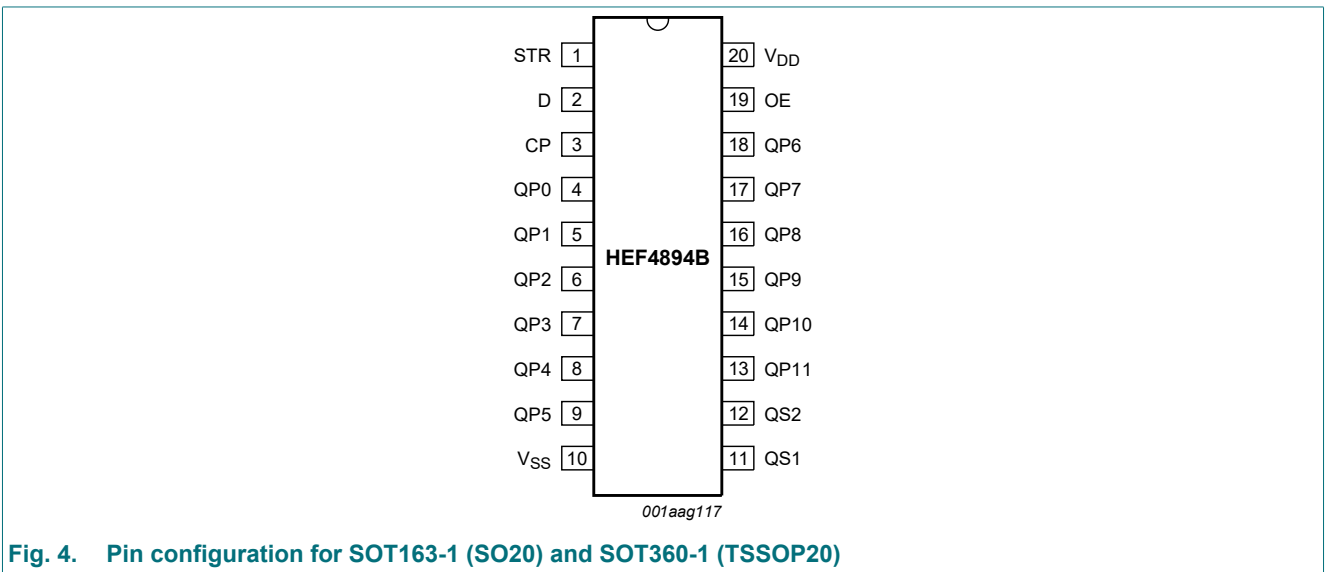 STR 1 20 VDD
D 2 19 OE
CP 3 18 QP6
QP0 4 17 QP7
QP1 5 16 QP8
HEF4894B
QP2 6 15 QP9
QP3 7 14 QP10
QP4 8 13 QP11
QP5 9 12 QS2
VSS 10 11 QS1
001aag117
Fig. 4. Pin configuration for SOT163-1 (SO20) and SOT360-1 (TSSOP20)